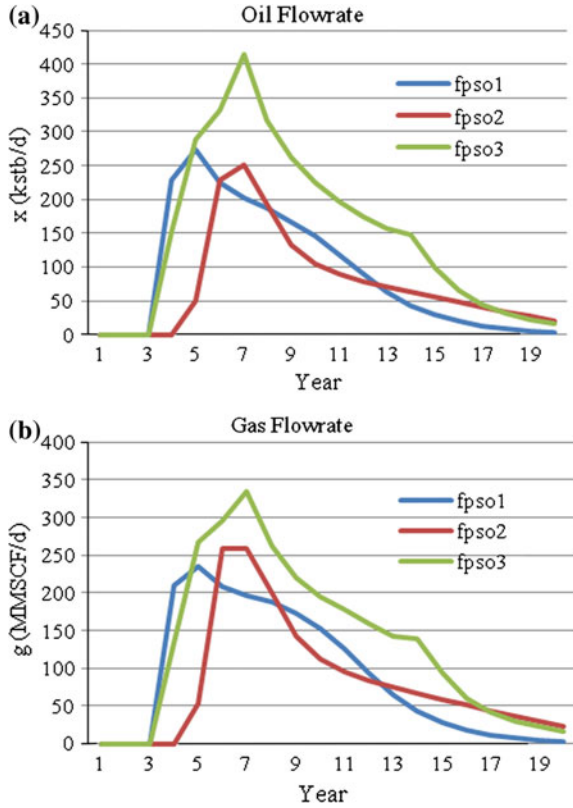 (a)
Oil Flowrate
450
400
350
300
250
200
150
100
50
0
x (kstb/d)
fpso1
fpso2
fpso3
1 3 5 7 9 11 13 15 17 19
Year
(b)
Gas Flowrate
400
350
300
250
200
150
100
50
0
g (MMSCF/d)
fpso1
fpso2
fpso3
1 3 5 7 9 11 13 15 17 19
Year